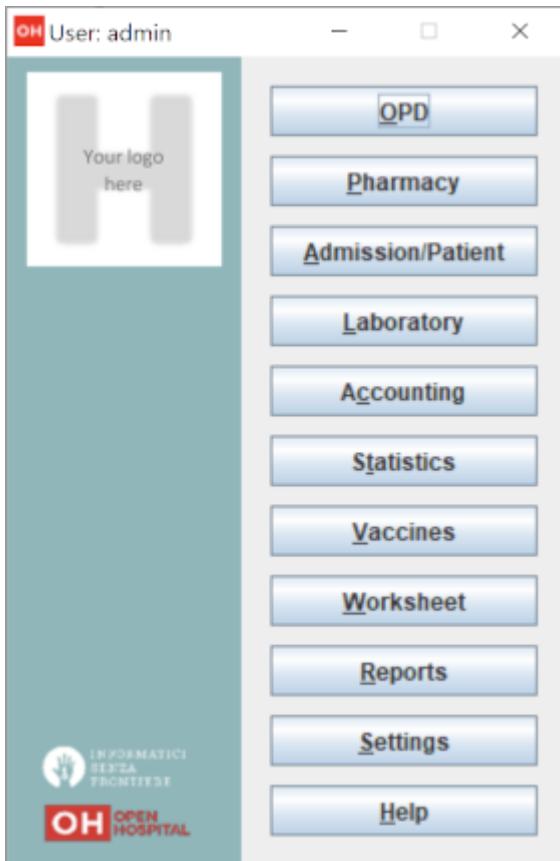 OH User: admin
Your logo
here
OPD
Pharmacy
Admission/Patient
Laboratory
Accounting
Statistics
Vaccines
Worksheet
Reports
Settings
Help
INFORMATICI
SENZA
FRONTIERE
OH OPEN
HOSPITAL